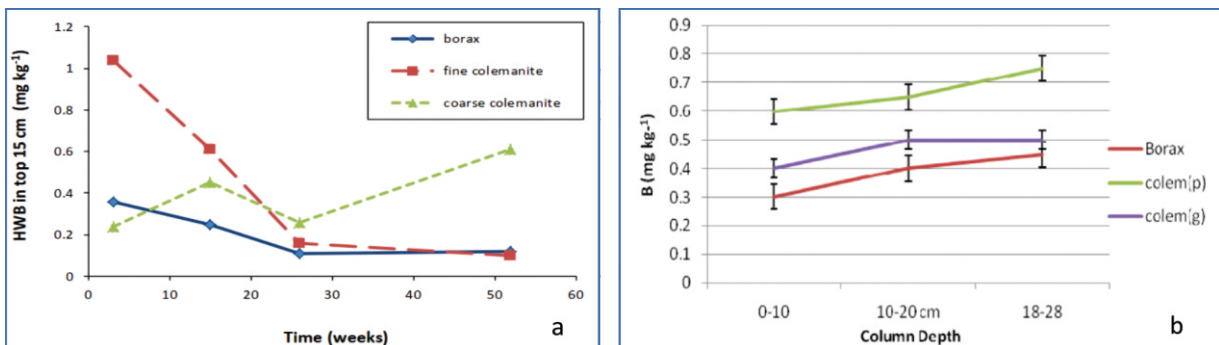 HWB in top 15 cm (mg kg-1)
1.2
1
0.8
0.6
0.4
0.2
0
0 10 20 30 40 50 60
Time (weeks)
borax
fine colemanite
coarse colemanite
a
B (mg kg-1)
0.9
0.8
0.7
0.6
0.5
0.4
0.3
0.2
0.1
0
0-10 10-20 cm 18-28
Column Depth
Borax
colem(p)
colem(g)
b